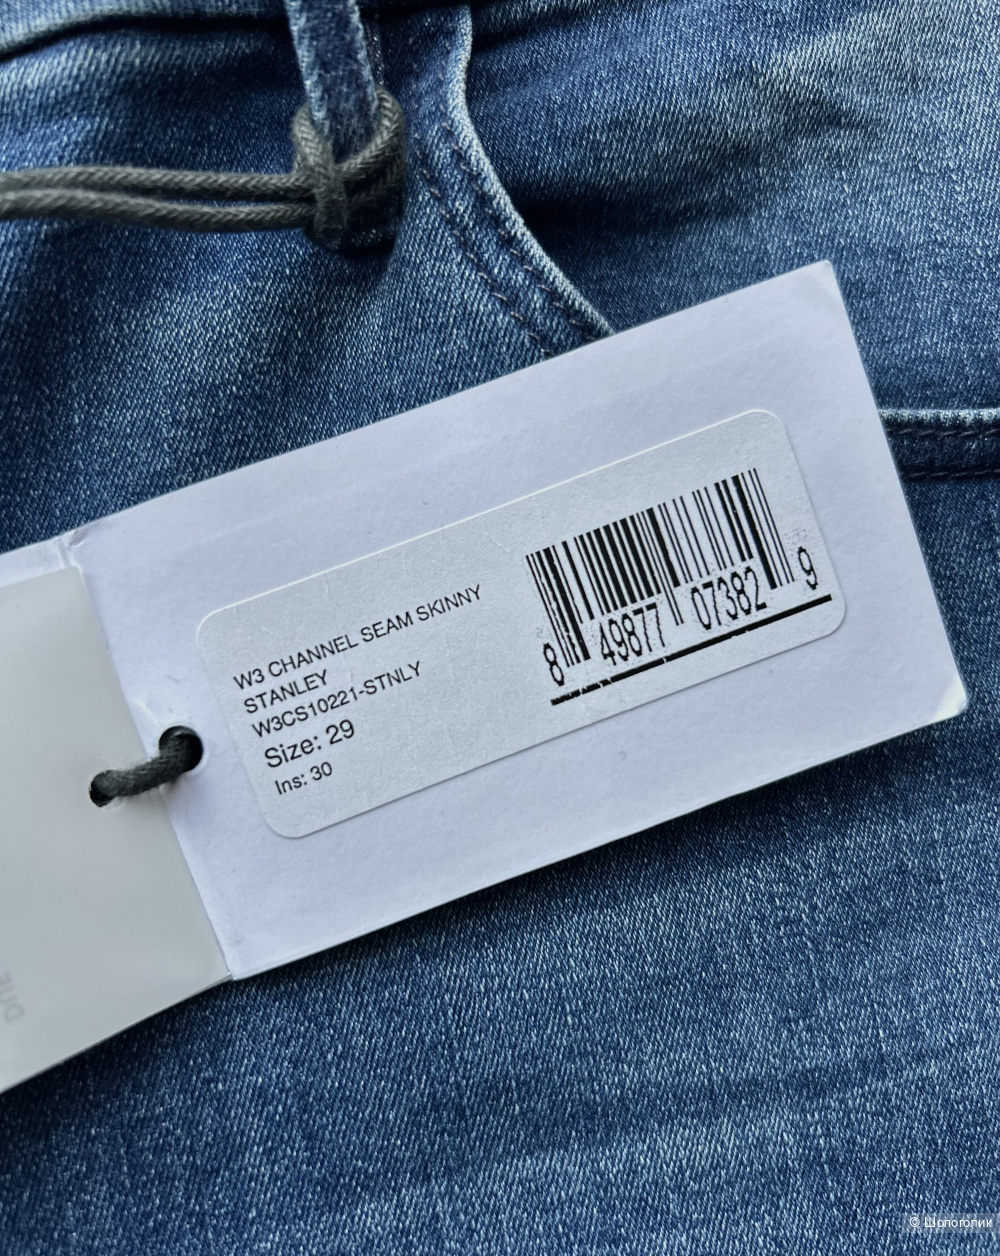 W3 CHANNEL SEAM SKINNY
STANLEY
W3CS10221-STNLY
Size: 29
Ins: 30
8 49877 07382 9
© Шопоголик